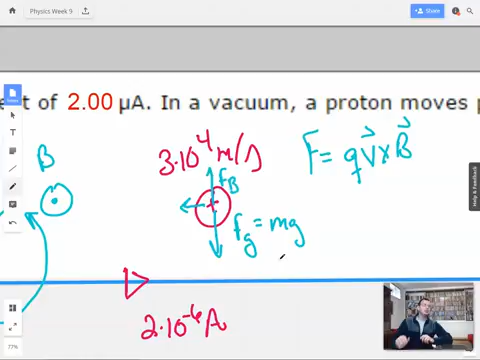 Physics Week 9
Share
ent of 2.00 μA. In a vacuum, a proton moves p
B
3·10⁴ m/s
f_B
F = qv⃗ x B⃗
+
f_g = mg
2·10⁻⁶ A
77%
Help & Feedback